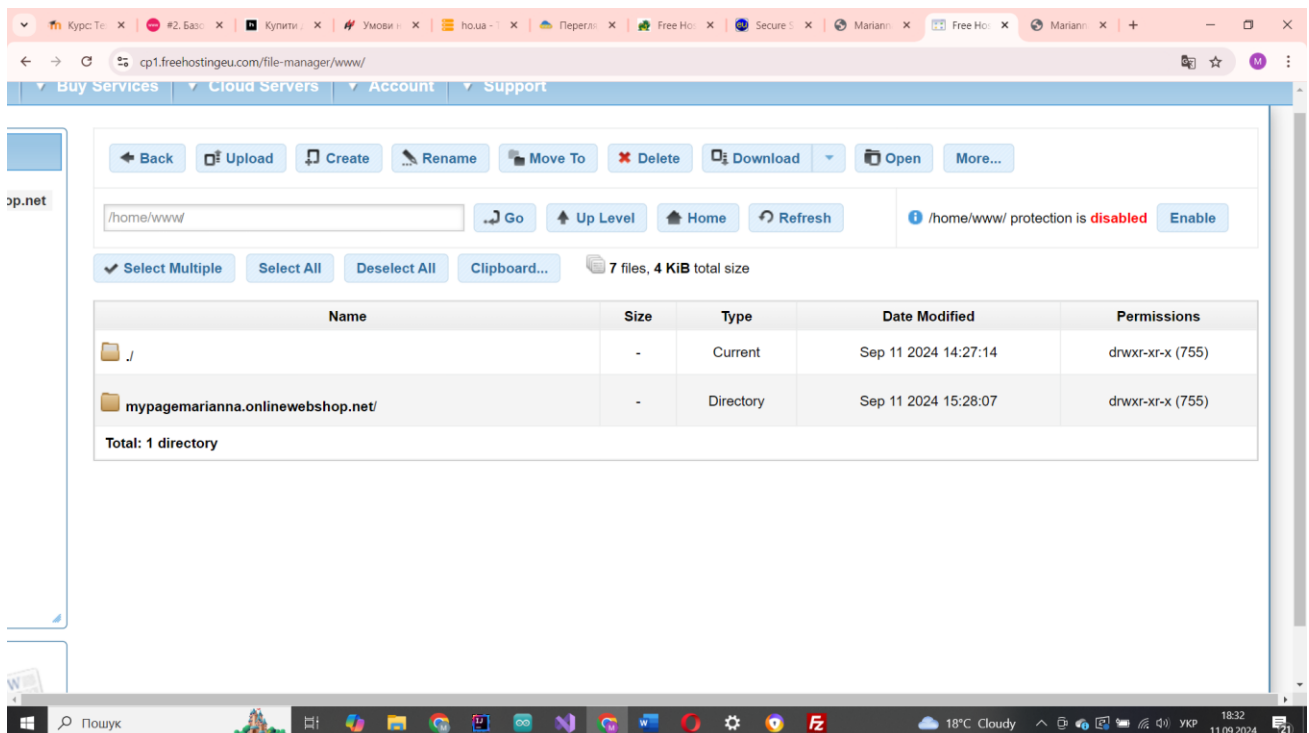 Курс: Те
#2. Базс
Купити
Умови н
ho.ua - Т
Перегля
Free Hos
Secure S
Mariann
Free Hos
Mariann
cp1.freehostingeu.com/file-manager/www/
M
Buy Services Cloud Servers Account Support
Back Upload Create Rename Move To Delete Download Open More...
op.net
/home/www/ Go Up Level Home Refresh /home/www/ protection is disabled Enable
Select Multiple Select All Deselect All Clipboard... 7 files, 4 KiB total size
Name Size Type Date Modified Permissions
./ - Current Sep 11 2024 14:27:14 drwxr-xr-x (755)
mypagemarianna.onlinewebshop.net/ - Directory Sep 11 2024 15:28:07 drwxr-xr-x (755)
Total: 1 directory
Пошук
18°C Cloudy
УКР
18:32
11.09.2024
21